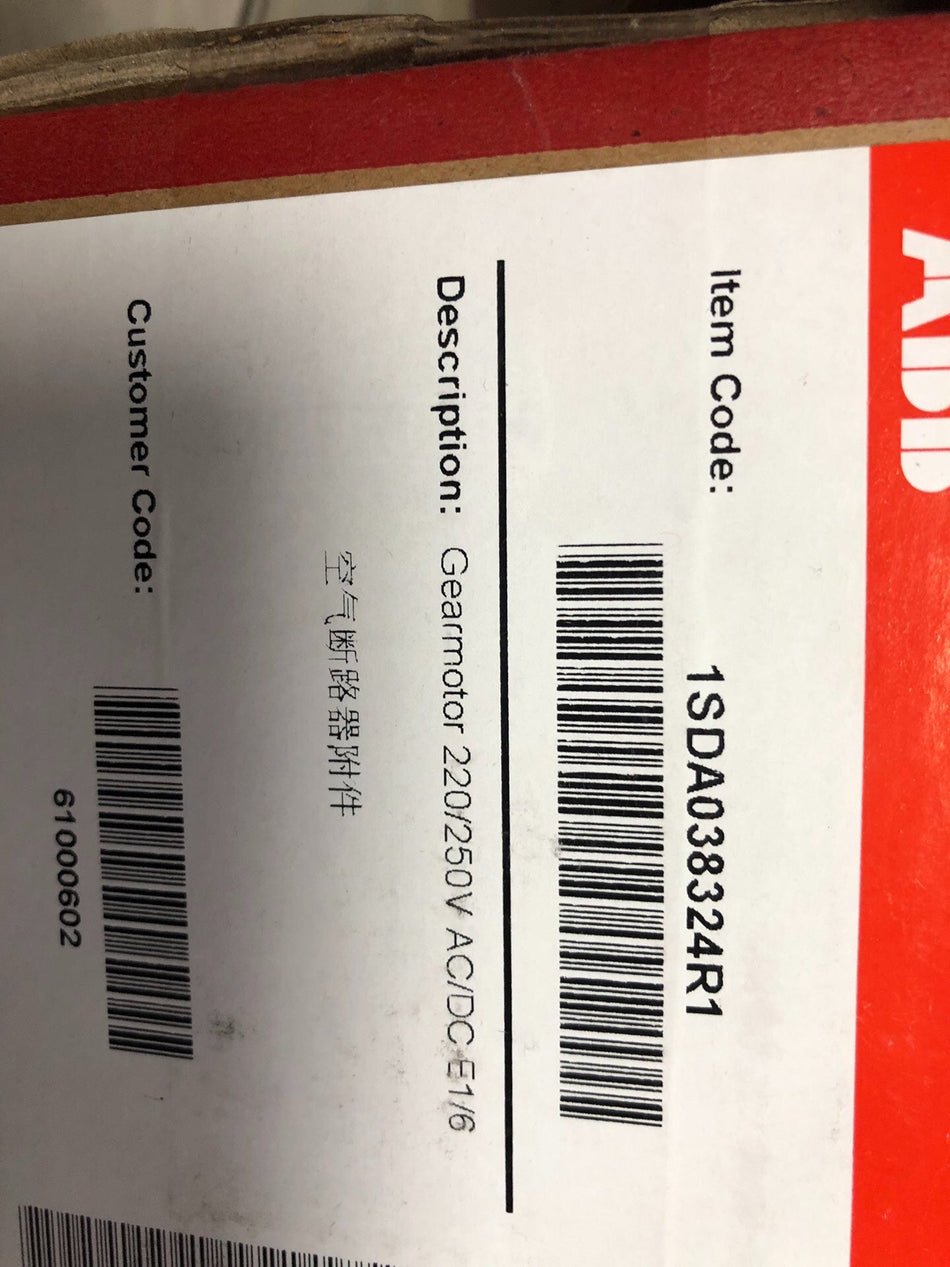 ABB
Item Code: 1SDA038324R1
Description: Gearmotor 220/250V AC/DC E1/6
空气断路器附件
Customer Code:
61000602